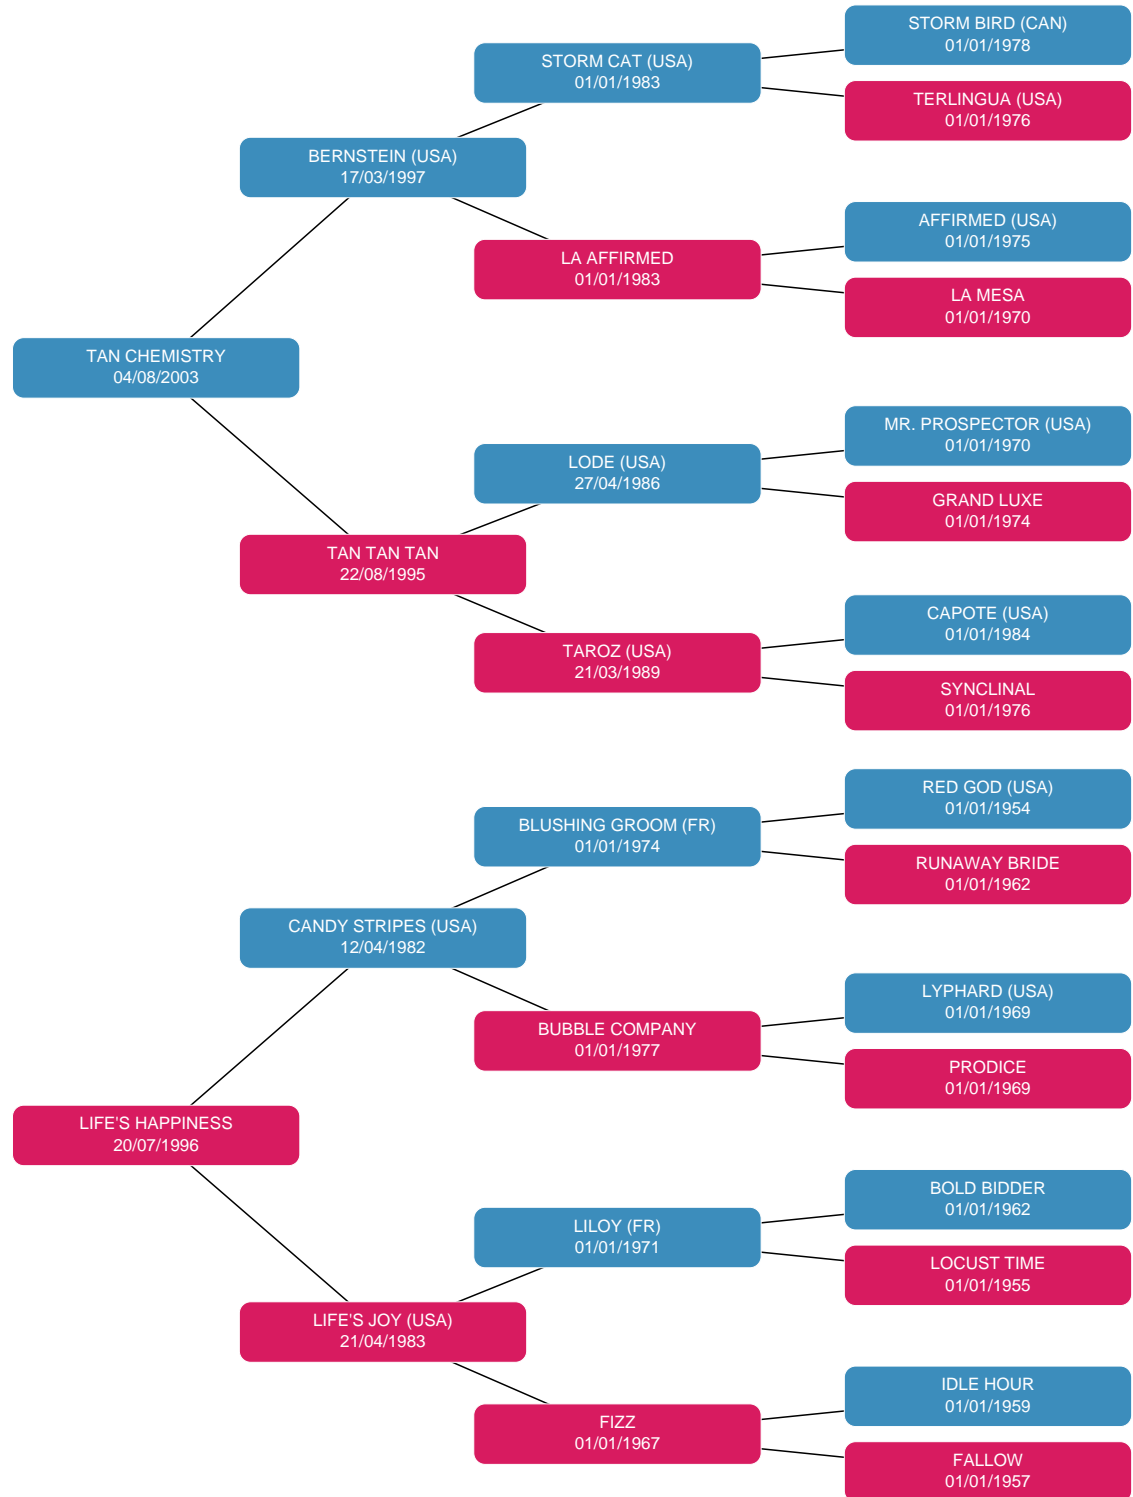 STORM BIRD (CAN)
01/01/1978
STORM CAT (USA)
01/01/1983
TERLINGUA (USA)
01/01/1976
BERNSTEIN (USA)
17/03/1997
AFFIRMED (USA)
01/01/1975
LA AFFIRMED
01/01/1983
LA MESA
01/01/1970
TAN CHEMISTRY
04/08/2003
MR. PROSPECTOR (USA)
01/01/1970
LODE (USA)
27/04/1986
GRAND LUXE
01/01/1974
TAN TAN TAN
22/08/1995
CAPOTE (USA)
01/01/1984
TAROZ (USA)
21/03/1989
SYNCLINAL
01/01/1976
RED GOD (USA)
01/01/1954
BLUSHING GROOM (FR)
01/01/1974
RUNAWAY BRIDE
01/01/1962
CANDY STRIPES (USA)
12/04/1982
LYPHARD (USA)
01/01/1969
BUBBLE COMPANY
01/01/1977
PRODICE
01/01/1969
LIFE'S HAPPINESS
20/07/1996
BOLD BIDDER
01/01/1962
LILOY (FR)
01/01/1971
LOCUST TIME
01/01/1955
LIFE'S JOY (USA)
21/04/1983
IDLE HOUR
01/01/1959
FIZZ
01/01/1967
FALLOW
01/01/1957